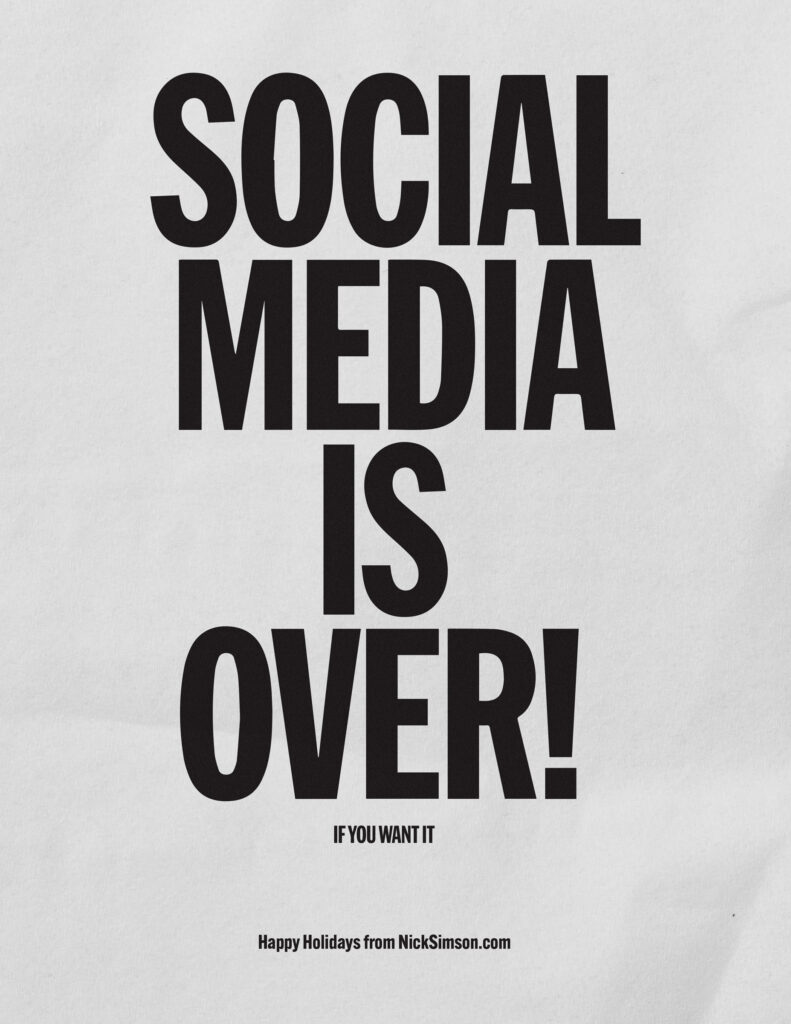 SOCIAL
MEDIA
IS
OVER!
IF YOU WANT IT
Happy Holidays from NickSimson.com